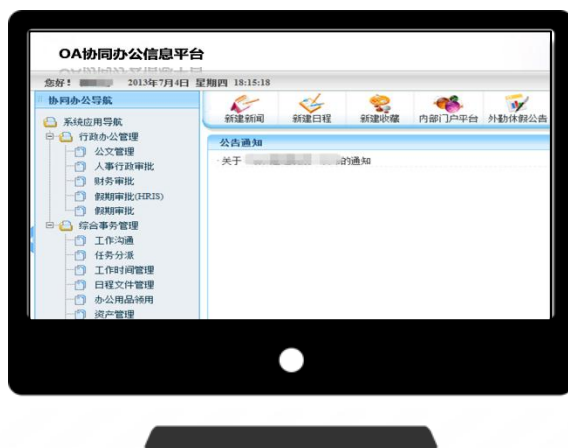 OA协同办公信息平台
您好！ 2013年7月4日 星期四 18:15:18
协同办公导航
新建新闻 新建日程 新建收藏 内部门户平台 外勤休假公告
系统应用导航
公告通知
行政办公管理
关于 的通知
公文管理
人事行政审批
财务审批
假期审批(HRIS)
假期审批
综合事务管理
工作沟通
任务分派
工作时间管理
日程文件管理
办公用品领用
资产管理